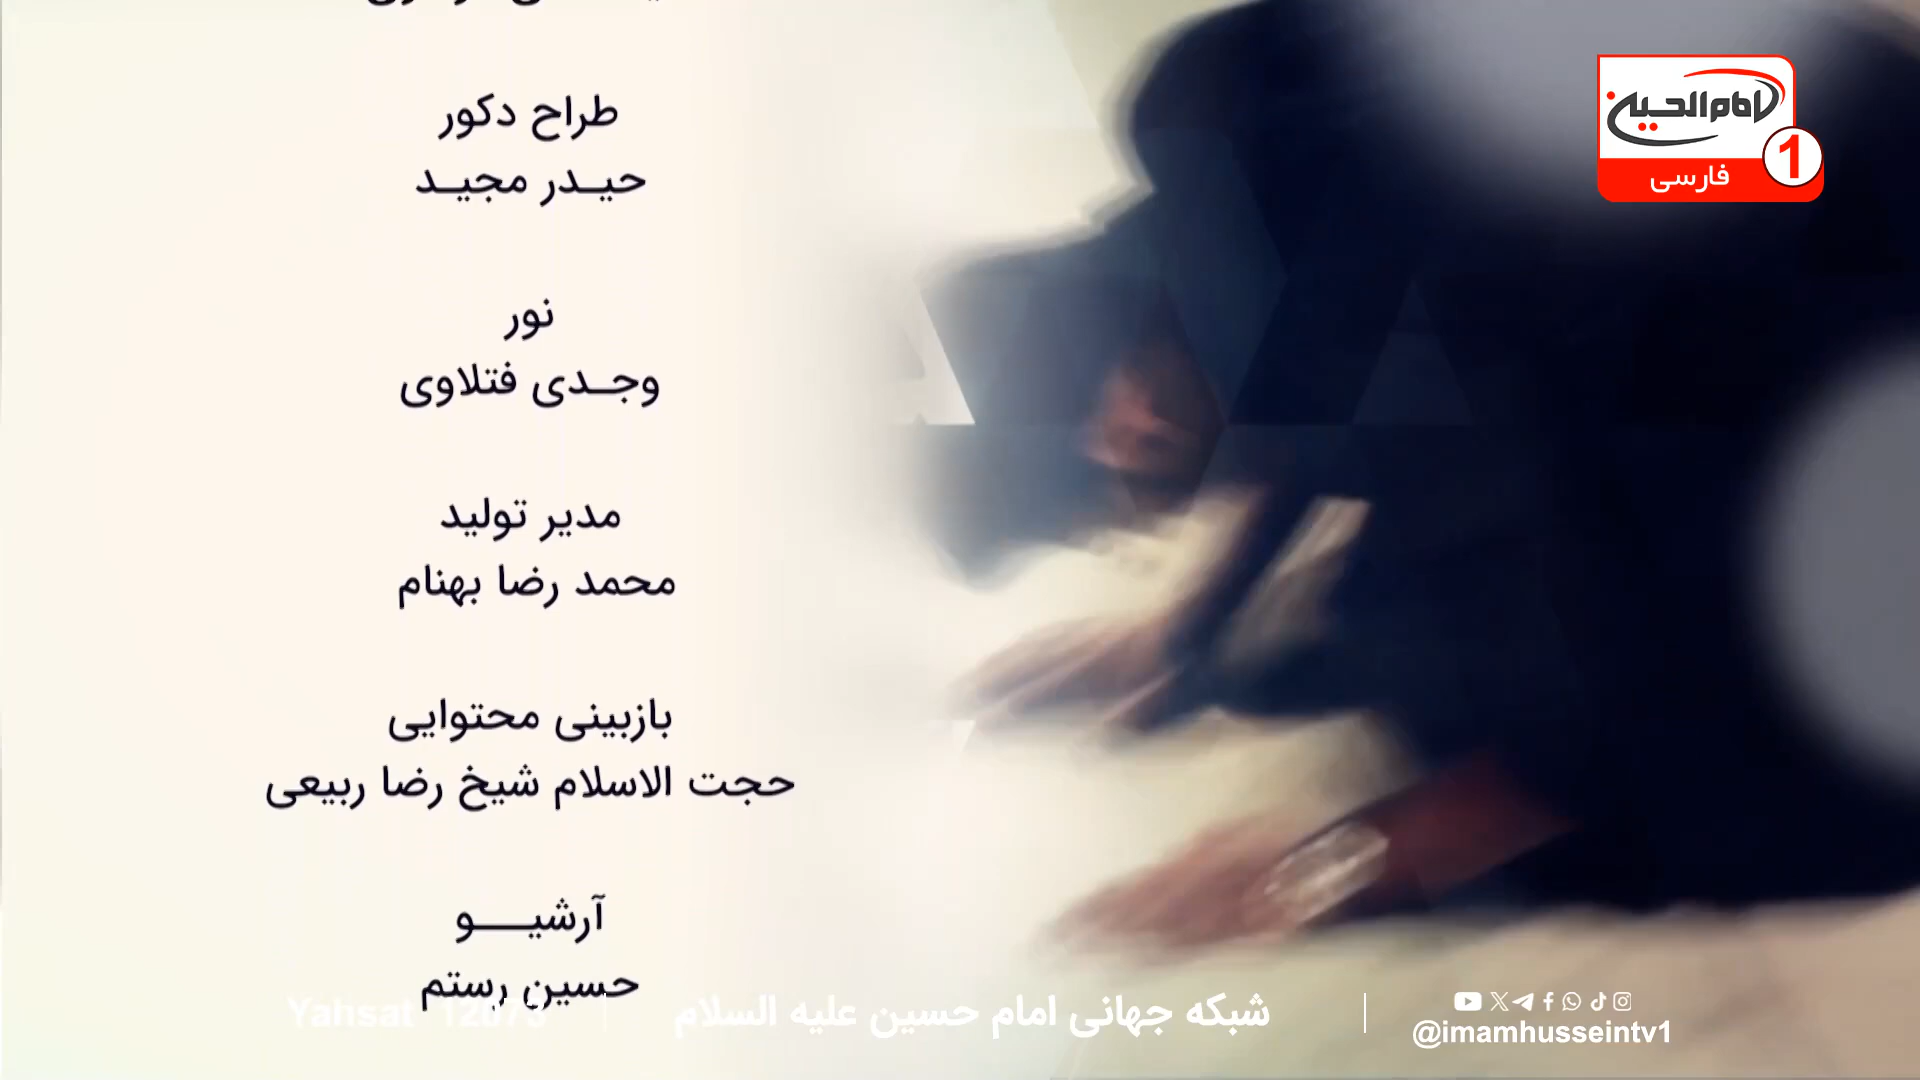 طراح دکور
حیـدر مجیـد
نور
وجـدی فتلاوی
مدیر تولید
محمد رضا بهنام
بازبینی محتوایی
حجت الاسلام شیخ رضا ربیعی
آرشیـــو
حسین رستم
امام الحسین
1
فارسی
Yahsat 12073
شبکه جهانی امام حسین علیه السلام
@imamhusseintv1